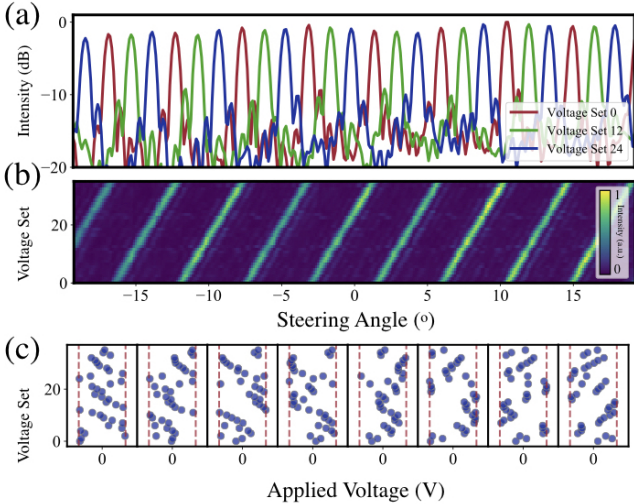 (a)
0
−10
−20
Intensity (dB)
Voltage Set 0
Voltage Set 12
Voltage Set 24
(b)
20
0
Voltage Set
1
0
Intensity (a.u.)
−15 −10 −5 0 5 10 15
Steering Angle (º)
(c)
20
0
Voltage Set
0 0 0 0 0 0 0 0
Applied Voltage (V)